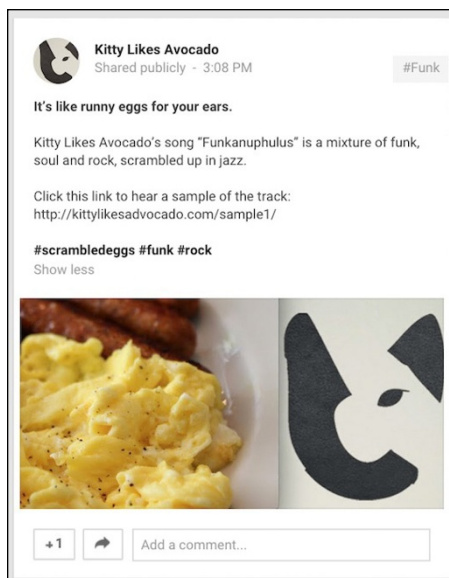 Kitty Likes Avocado
Shared publicly - 3:08 PM
#Funk
It's like runny eggs for your ears.
Kitty Likes Avocado's song “Funkanuphulus” is a mixture of funk,
soul and rock, scrambled up in jazz.
Click this link to hear a sample of the track:
http://kittylikesadvocado.com/sample1/
#scrambledeggs #funk #rock
Show less
+1
Add a comment...